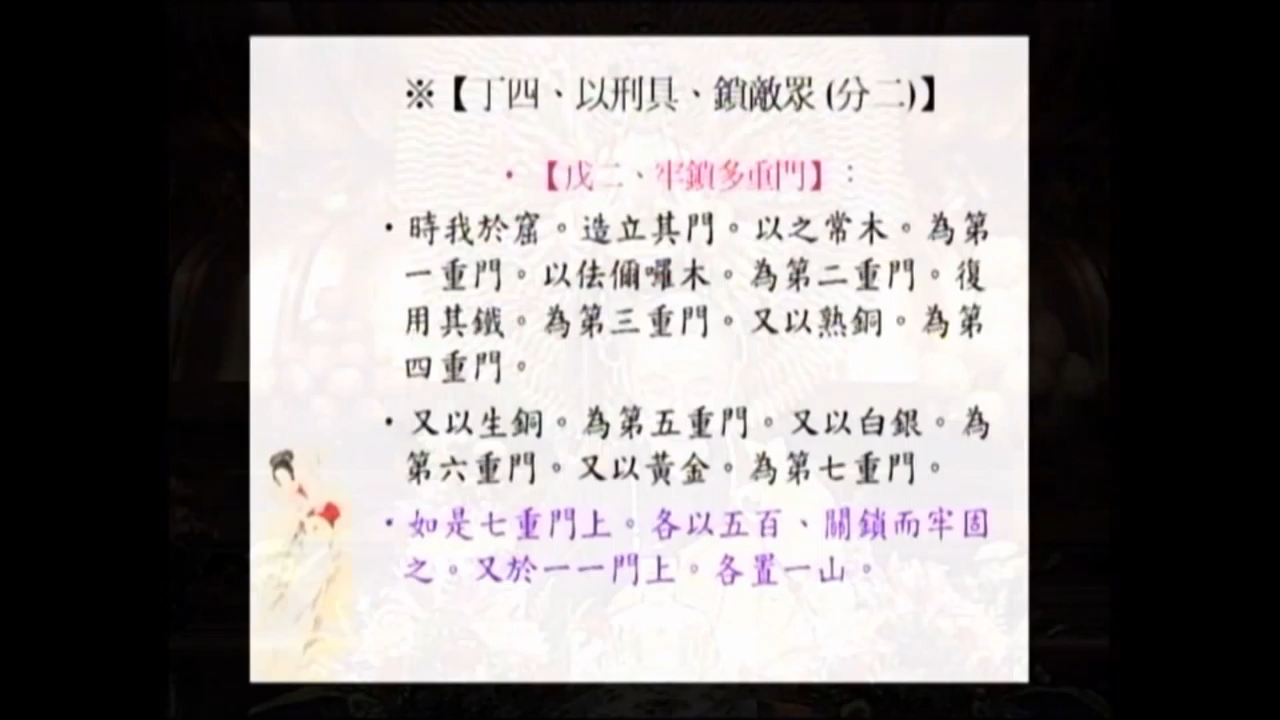 ※【丁四、以刑具、鎖敵眾 (分二)】
•【戊二、牢鎖多重門】：
•時我於窟。造立其門。以之常木。為第
一重門。以佉儞囉木。為第二重門。復
用其鐵。為第三重門。又以熟銅。為第
四重門。
•又以生銅。為第五重門。又以白銀。為
第六重門。又以黃金。為第七重門。
•如是七重門上。各以五百、關鎖而牢固
之。又於一一門上。各置一山。